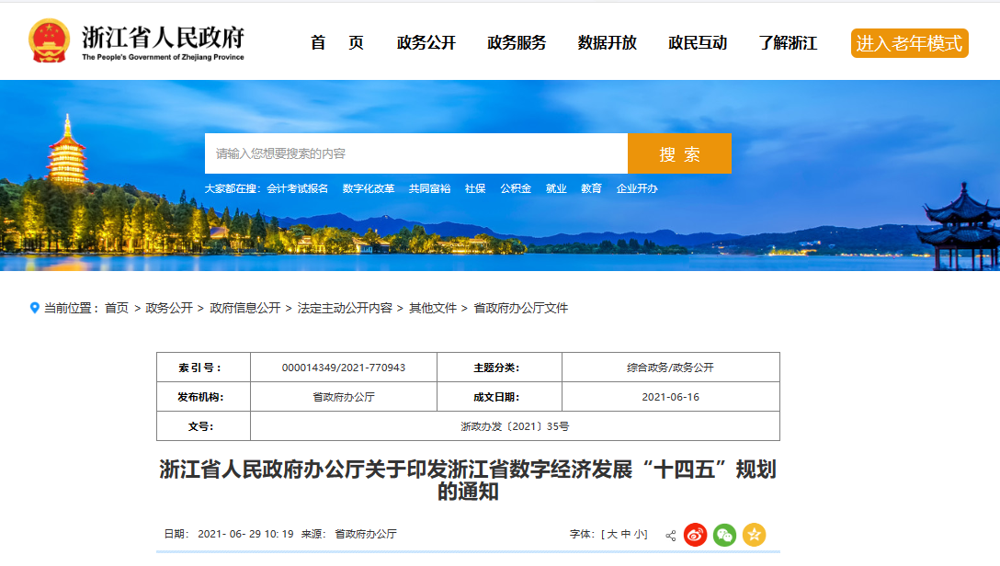 浙江省人民政府
The People's Government of Zhejiang Province
首 页 政务公开 政务服务 数据开放 政民互动 了解浙江 进入老年模式
请输入您想要搜索的内容 搜 索
大家都在搜： 会计考试报名 数字化改革 共同富裕 社保 公积金 就业 教育 企业开办
当前位置： 首页 > 政务公开 > 政府信息公开 > 法定主动公开内容 > 其他文件 > 省政府办公厅文件
索 引 号： 000014349/2021-770943 主题分类： 综合政务/政务公开
发布机构： 省政府办公厅 成文日期： 2021-06-16
文号： 浙政办发〔2021〕35号
浙江省人民政府办公厅关于印发浙江省数字经济发展“十四五”规划
的通知
日期： 2021- 06- 29 10: 19 来源： 省政府办公厅 字体：[ 大 中 小]